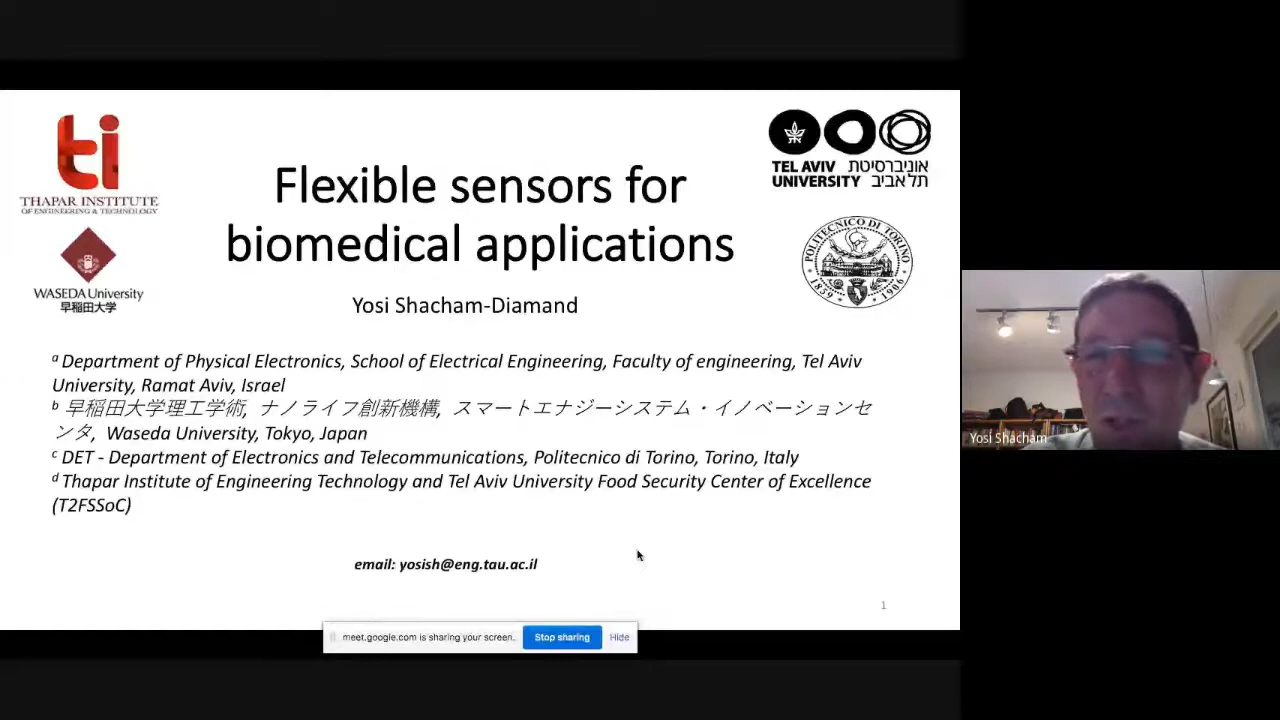 ti
THAPAR INSTITUTE
OF ENGINEERING & TECHNOLOGY
WASEDA University
早稲田大学
Flexible sensors for
biomedical applications
Yosi Shacham-Diamand
TEL AVIV אוניברסיטת
UNIVERSITY תל אביב
POLITECNICO DI TORINO
1859 1906
a Department of Physical Electronics, School of Electrical Engineering, Faculty of engineering, Tel Aviv
University, Ramat Aviv, Israel
b 早稲田大学理工学術, ナノライフ創新機構, スマートエナジーシステム・イノベーションセ
ンタ, Waseda University, Tokyo, Japan
c DET - Department of Electronics and Telecommunications, Politecnico di Torino, Torino, Italy
d Thapar Institute of Engineering Technology and Tel Aviv University Food Security Center of Excellence
(T2FSSoC)
email: yosish@eng.tau.ac.il
1
meet.google.com is sharing your screen. Stop sharing Hide
Yosi Shacham